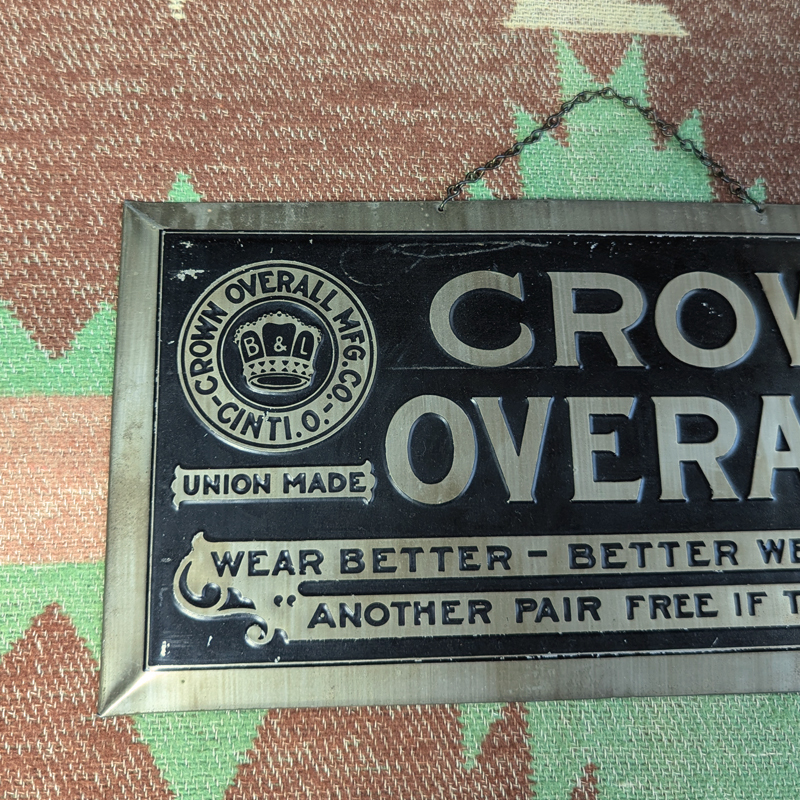 CROWN OVERALL MFG. CO.
-CINTI. O.-
B & L
UNION MADE
CROW
OVERA
WEAR BETTER - BETTER WE
"ANOTHER PAIR FREE IF T